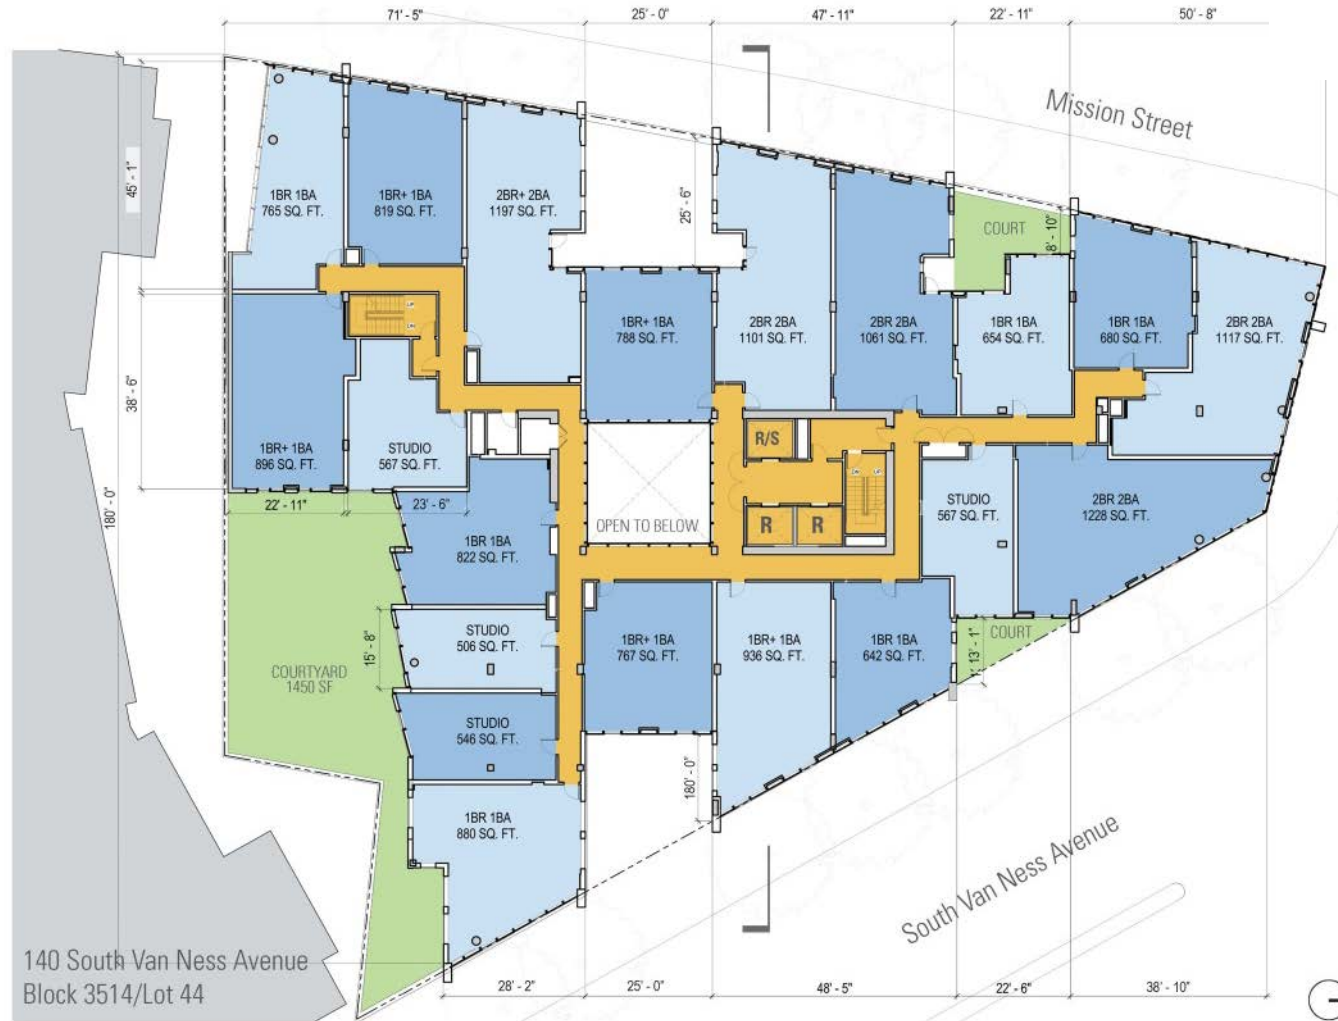 71' - 5"
25' - 0"
47' - 11"
22' - 11"
50' - 8"
Mission Street
45' - 1"
1BR 1BA
765 SQ. FT.
1BR+ 1BA
819 SQ. FT.
2BR+ 2BA
1197 SQ. FT.
25' - 6"
COURT
8' - 10"
1BR+ 1BA
788 SQ. FT.
2BR 2BA
1101 SQ. FT.
2BR 2BA
1061 SQ. FT.
1BR 1BA
654 SQ. FT.
1BR 1BA
680 SQ. FT.
2BR 2BA
1117 SQ. FT.
UP
DN
38' - 6"
180' - 0"
1BR+ 1BA
896 SQ. FT.
STUDIO
567 SQ. FT.
R/S
DN
UP
22' - 11"
23' - 6"
OPEN TO BELOW
R
R
STUDIO
567 SQ. FT.
2BR 2BA
1228 SQ. FT.
1BR 1BA
822 SQ. FT.
STUDIO
506 SQ. FT.
15' - 8"
1BR+ 1BA
767 SQ. FT.
1BR+ 1BA
936 SQ. FT.
1BR 1BA
642 SQ. FT.
COURT
13' - 1"
COURTYARD
1450 SF
STUDIO
546 SQ. FT.
180' - 0"
1BR 1BA
880 SQ. FT.
South Van Ness Avenue
140 South Van Ness Avenue
Block 3514/Lot 44
28' - 2"
25' - 0"
48' - 5"
22' - 6"
38' - 10"